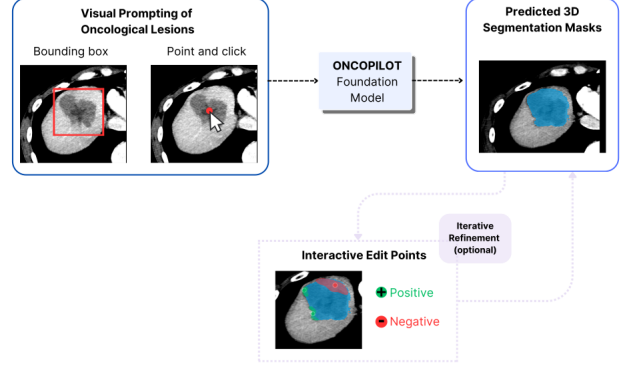 Visual Prompting of
Oncological Lesions
Bounding box
Point and click
ONCOPILOT
Foundation
Model
Predicted 3D
Segmentation Masks
Iterative
Refinement
(optional)
Interactive Edit Points
+ Positive
- Negative